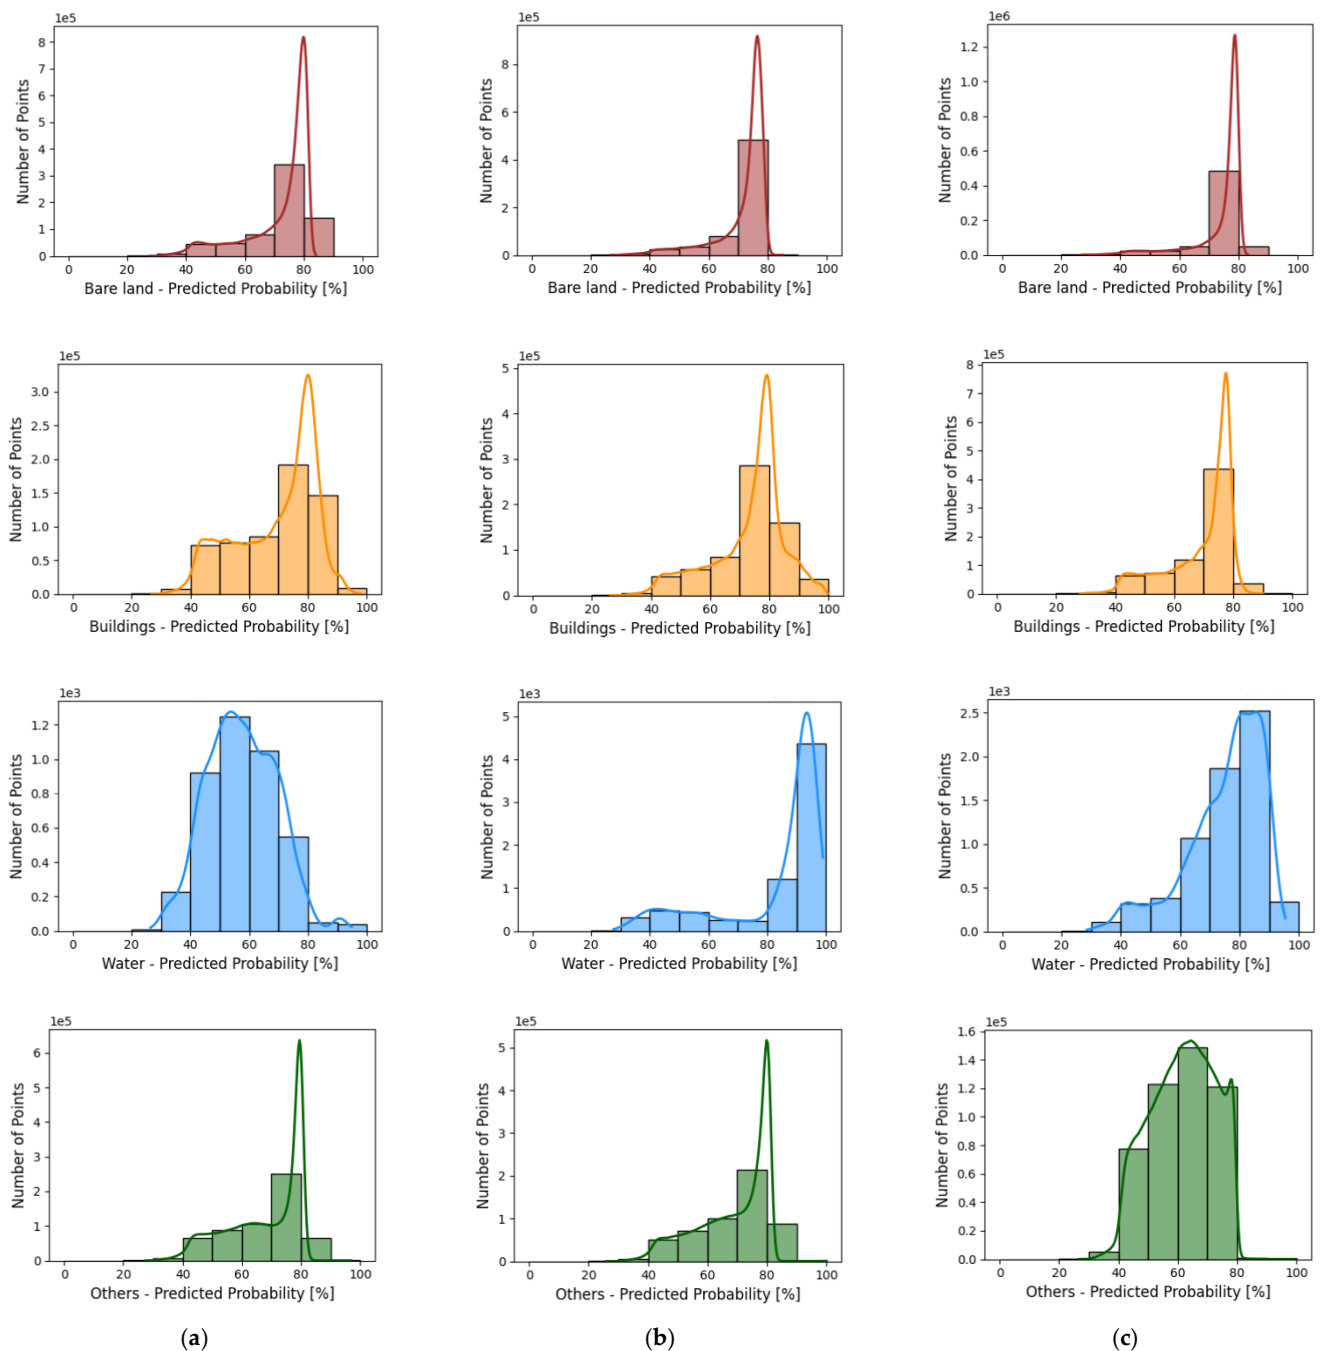 1e5
8
7
6
5
4
3
2
1
0
Number of Points
0 20 40 60 80 100
Bare land - Predicted Probability [%]
1e5
8
6
4
2
0
Number of Points
0 20 40 60 80 100
Bare land - Predicted Probability [%]
1e6
1.2
1.0
0.8
0.6
0.4
0.2
0.0
Number of Points
0 20 40 60 80 100
Bare land - Predicted Probability [%]
1e5
3.0
2.5
2.0
1.5
1.0
0.5
0.0
Number of Points
0 20 40 60 80 100
Buildings - Predicted Probability [%]
1e5
5
4
3
2
1
0
Number of Points
0 20 40 60 80 100
Buildings - Predicted Probability [%]
1e5
8
7
6
5
4
3
2
1
0
Number of Points
0 20 40 60 80 100
Buildings - Predicted Probability [%]
1e3
1.2
1.0
0.8
0.6
0.4
0.2
0.0
Number of Points
0 20 40 60 80 100
Water - Predicted Probability [%]
1e3
5
4
3
2
1
0
Number of Points
0 20 40 60 80 100
Water - Predicted Probability [%]
1e3
2.5
2.0
1.5
1.0
0.5
0.0
Number of Points
0 20 40 60 80 100
Water - Predicted Probability [%]
1e5
6
5
4
3
2
1
0
Number of Points
0 20 40 60 80 100
Others - Predicted Probability [%]
1e5
5
4
3
2
1
0
Number of Points
0 20 40 60 80 100
Others - Predicted Probability [%]
1e5
1.6
1.4
1.2
1.0
0.8
0.6
0.4
0.2
0.0
Number of Points
0 20 40 60 80 100
Others - Predicted Probability [%]
(a) (b) (c)